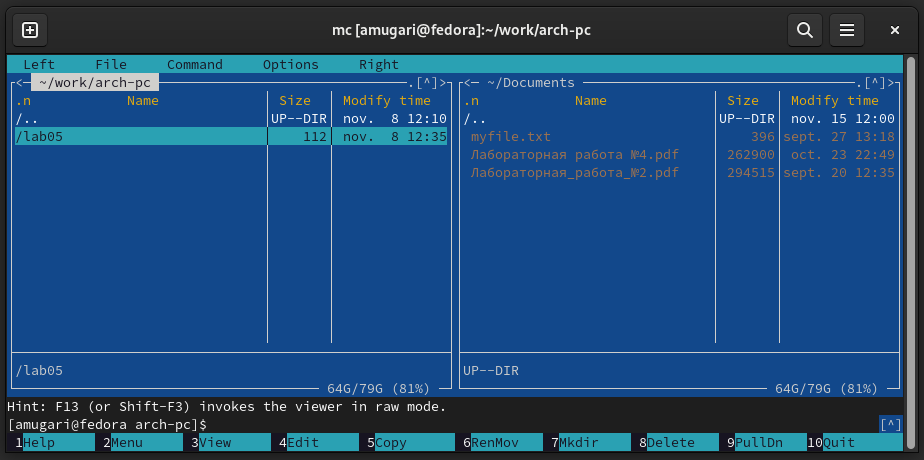 mc [amugari@fedora]:~/work/arch-pc
Left File Command Options Right
<— ~/work/arch-pc .[^]> <— ~/Documents .[^]>
.n Name Size Modify time .n Name Size Modify time
/.. UP--DIR nov. 8 12:10 /.. UP--DIR nov. 15 12:00
/lab05 112 nov. 8 12:35 myfile.txt 396 sept. 27 13:18
Лабораторная работа №4.pdf 262900 oct. 23 22:49
Лабораторная_работа_№2.pdf 294515 sept. 20 12:35
/lab05 UP--DIR
64G/79G (81%) 64G/79G (81%)
Hint: F13 (or Shift-F3) invokes the viewer in raw mode.
[amugari@fedora arch-pc]$ [^]
1Help 2Menu 3View 4Edit 5Copy 6RenMov 7Mkdir 8Delete 9PullDn 10Quit